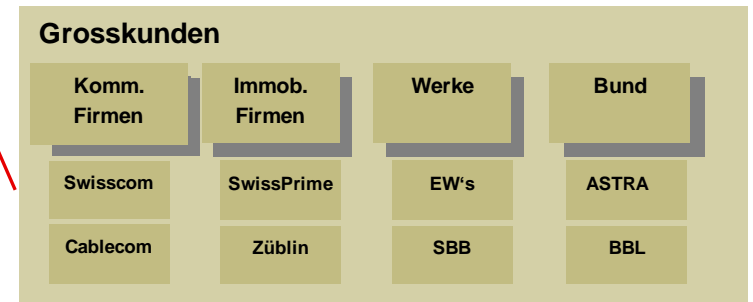 Grosskunden
Komm.
Firmen
Immob.
Firmen
Werke
Bund
Swisscom
SwissPrime
EW‘s
ASTRA
Cablecom
Züblin
SBB
BBL